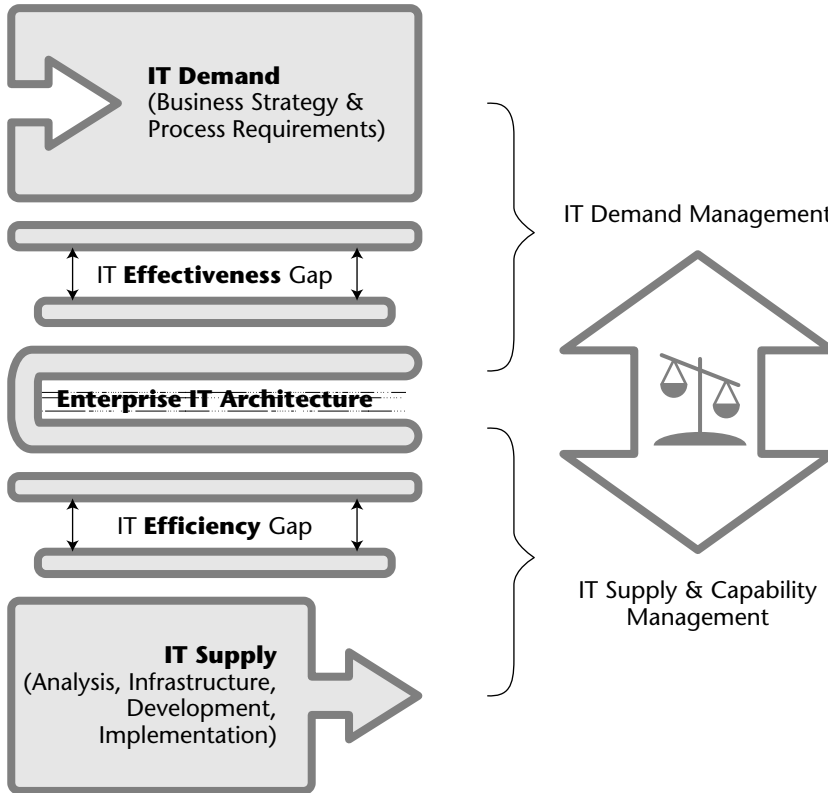 IT Demand
(Business Strategy &
Process Requirements)
IT Effectiveness Gap
Enterprise IT Architecture
IT Efficiency Gap
IT Supply
(Analysis, Infrastructure,
Development,
Implementation)
IT Demand Management
IT Supply & Capability
Management